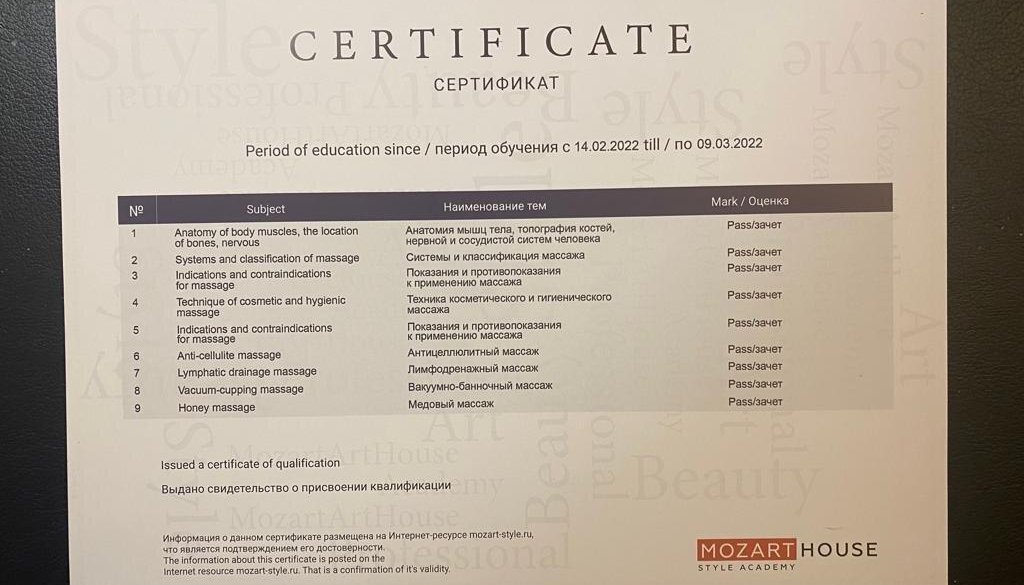 CERTIFICATE
СЕРТИФИКАТ
Period of education since / период обучения с 14.02.2022 till / по 09.03.2022
№ Subject Наименование тем Mark / Оценка
1 Anatomy of body muscles, the location Анатомия мышц тела, топография костей, Pass/зачет
of bones, nervous нервной и сосудистой систем человека
2 Systems and classification of massage Системы и классификация массажа Pass/зачет
3 Indications and contraindications Показания и противопоказания Pass/зачет
for massage к применению массажа
4 Technique of cosmetic and hygienic Техника косметического и гигиенического Pass/зачет
massage массажа
5 Indications and contraindications Показания и противопоказания Pass/зачет
for massage к применению массажа
6 Anti-cellulite massage Антицеллюлитный массаж Pass/зачет
7 Lymphatic drainage massage Лимфодренажный массаж Pass/зачет
8 Vacuum-cupping massage Вакуумно-баночный массаж Pass/зачет
9 Honey massage Медовый массаж Pass/зачет
Issued a certificate of qualification
Выдано свидетельство о присвоении квалификации
Информация о данном сертификате размещена на Интернет-ресурсе mozart-style.ru,
что является подтверждением его достоверности.
The information about this certificate is posted on the
Internet resource mozart-style.ru. That is a confirmation of it's validity.
MOZART HOUSE
STYLE ACADEMY